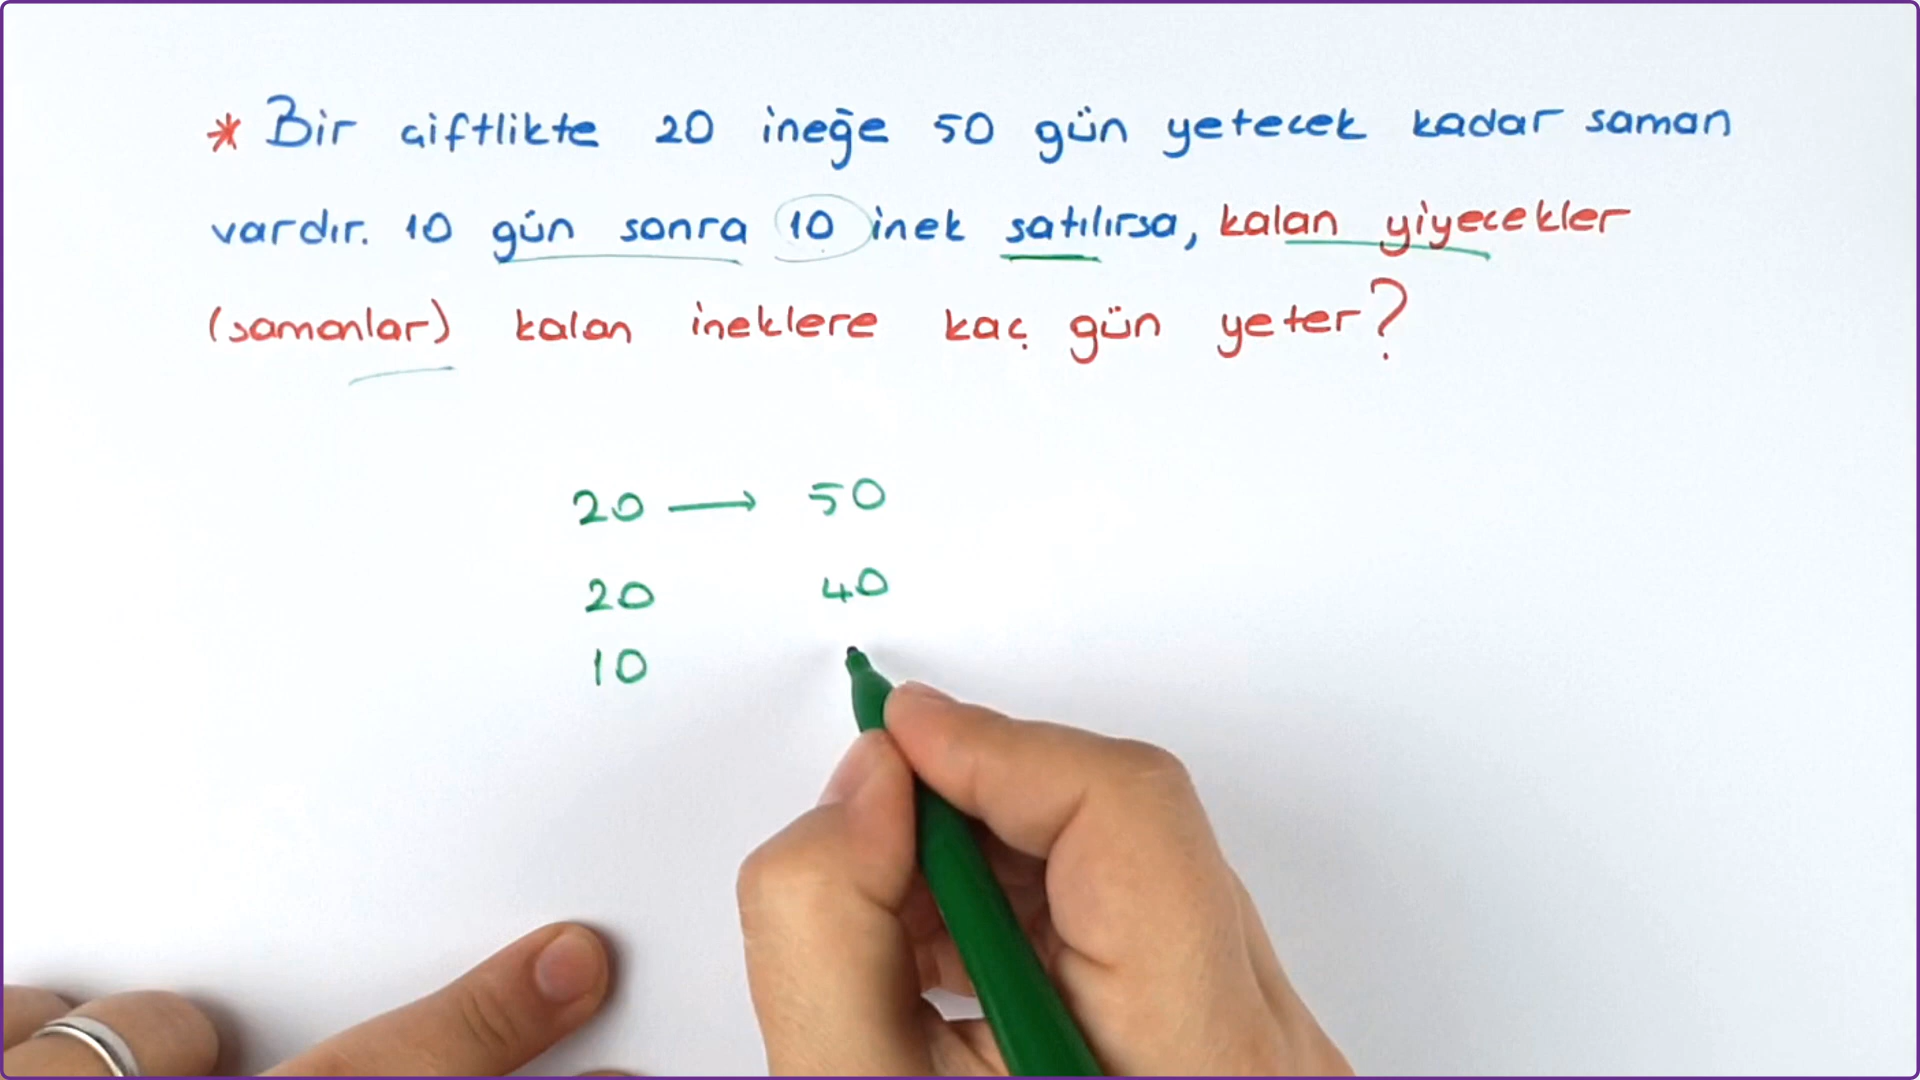 * Bir çiftlikte 20 ineğe 50 gün yetecek kadar saman
vardır. 10 gün sonra 10 inek satılırsa, kalan yiyecekler
(samanlar) kalan ineklere kaç gün yeter?
20 → 50
20 40
10